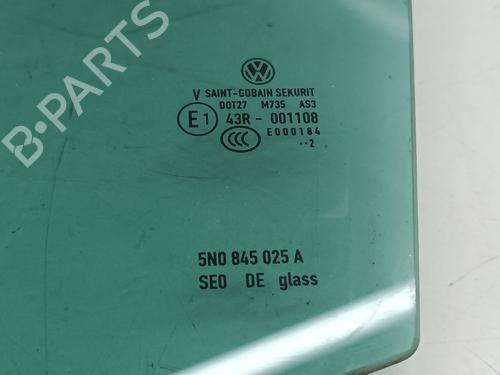 B-PARTS
VW
V SAINT-GOBAIN SEKURIT
DOT27 M735 AS3
E1 43R - 001108
CCC E000184
··2
5N0 845 025 A
SEO DE glass